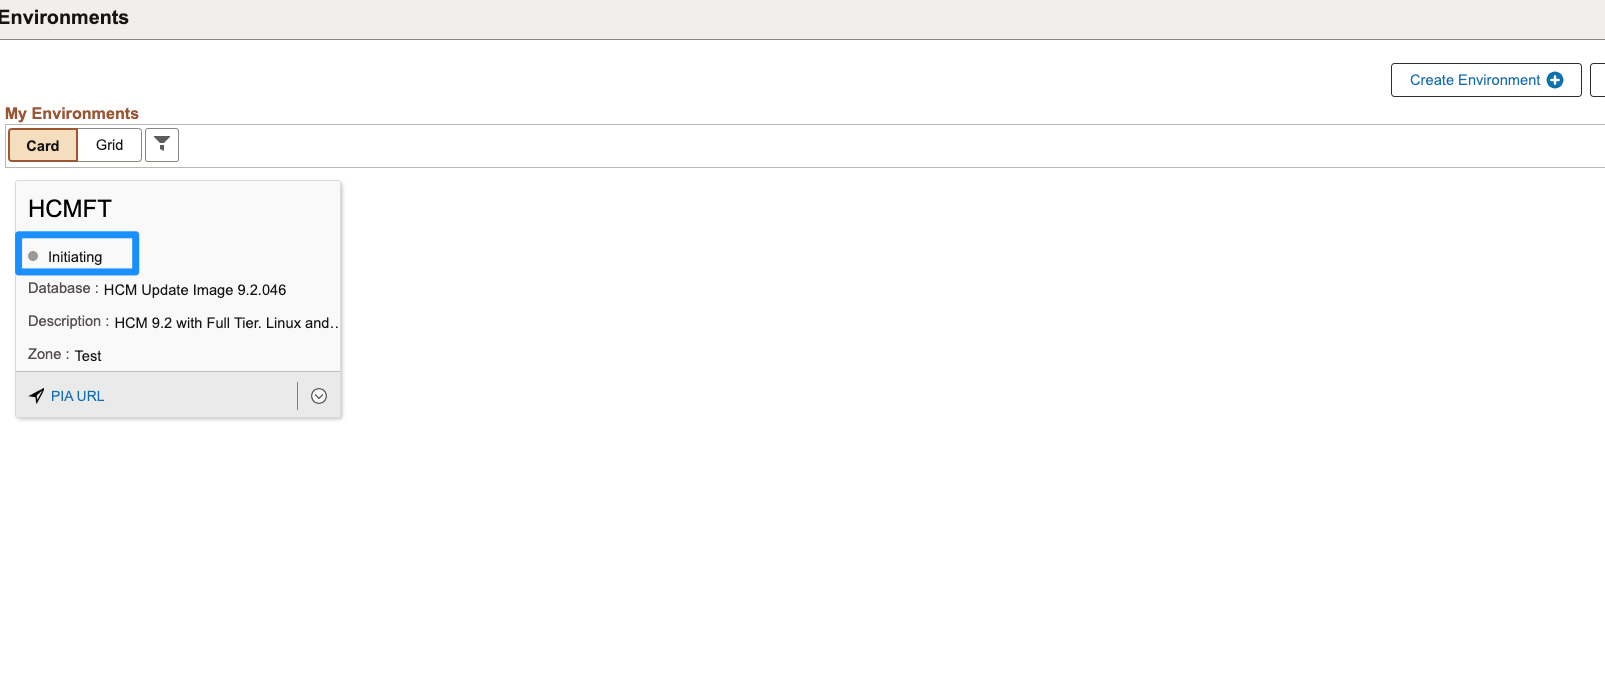 Environments
Create Environment
My Environments
Card Grid
HCMFT
Initiating
Database : HCM Update Image 9.2.046
Description : HCM 9.2 with Full Tier. Linux and...
Zone : Test
PIA URL